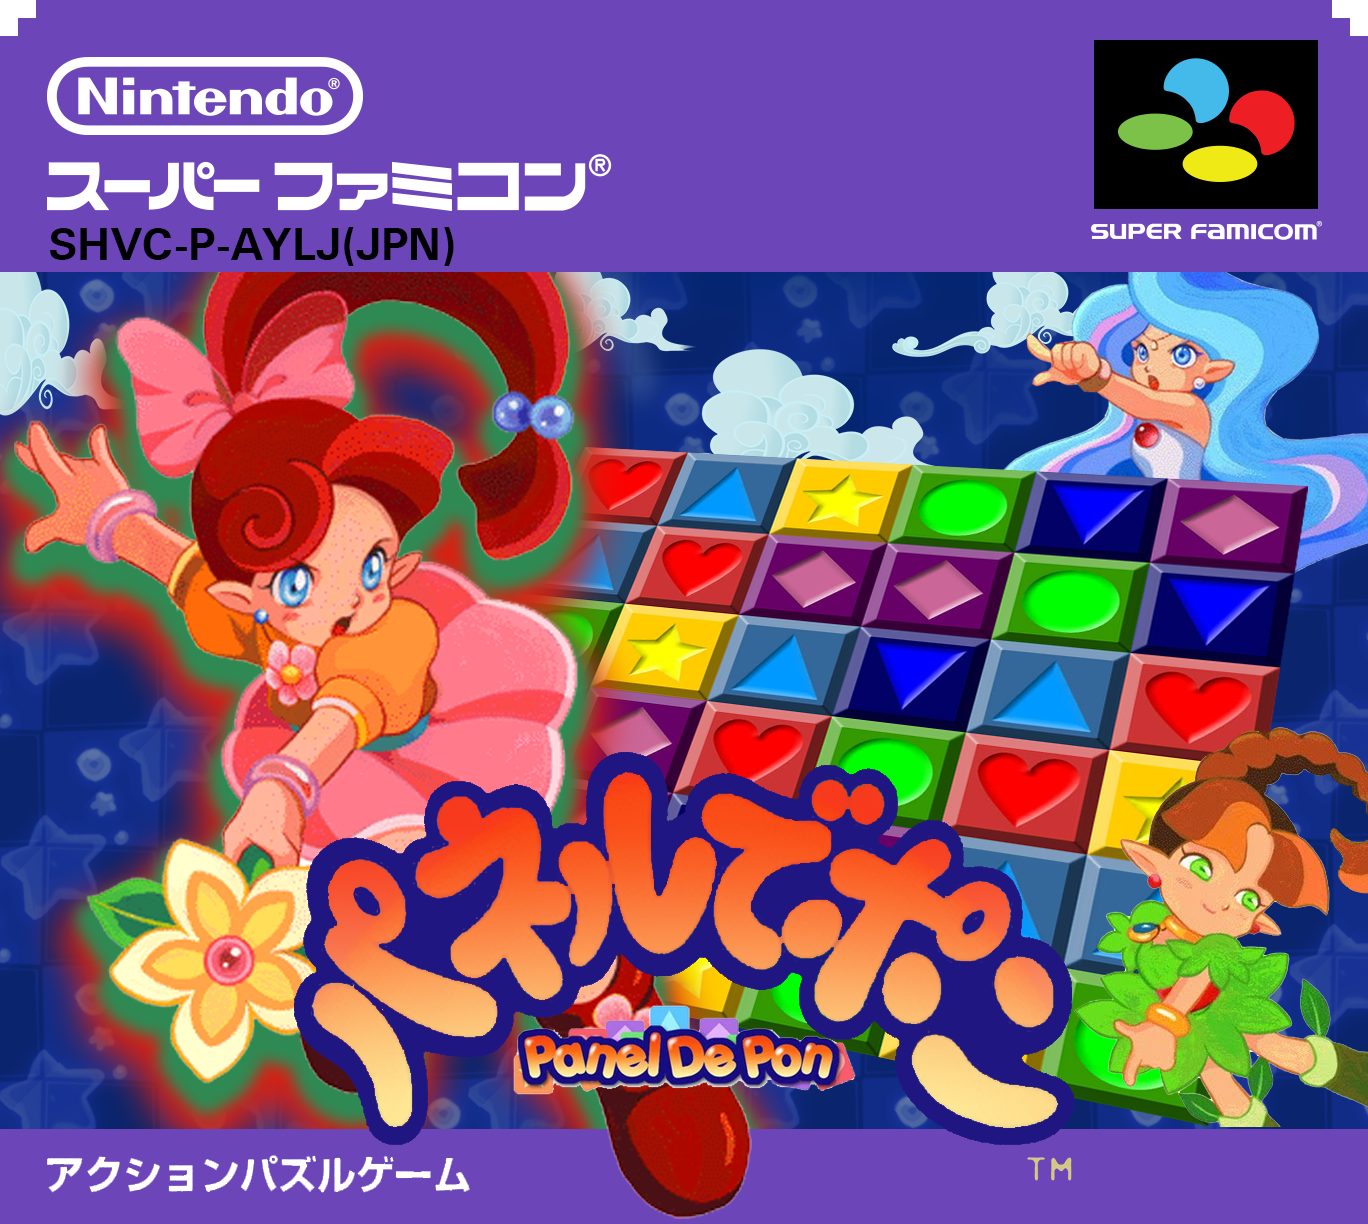 Nintendo®
スーパーファミコン®
SHVC-P-AYLJ(JPN)
SUPER FAMICOM®
パネルでポン
Panel De Pon
アクションパズルゲーム
TM